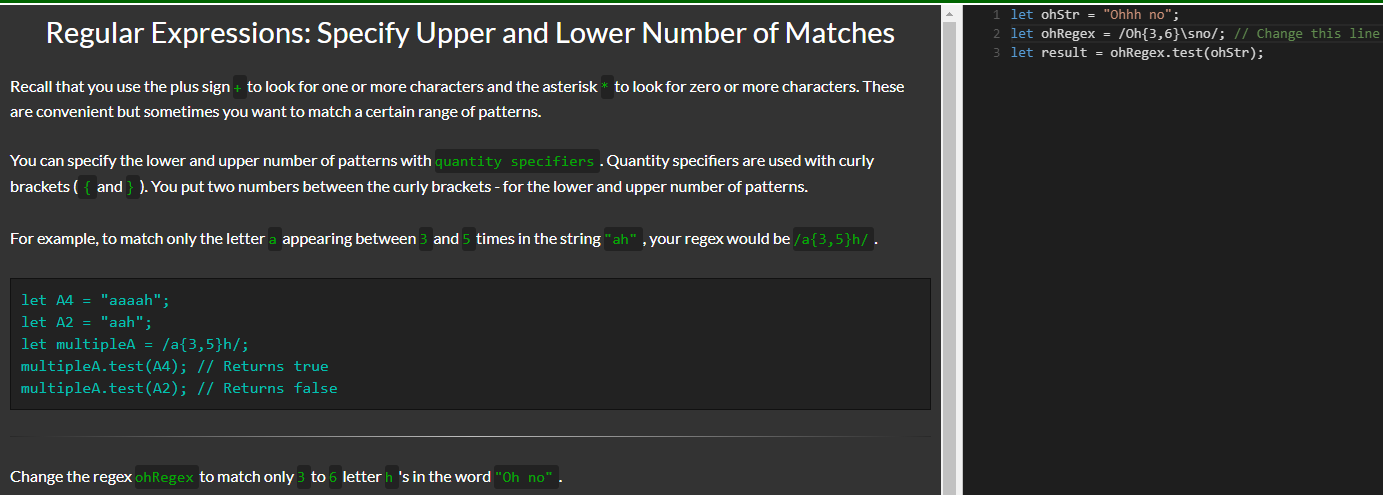 Regular Expressions: Specify Upper and Lower Number of Matches
Recall that you use the plus sign + to look for one or more characters and the asterisk * to look for zero or more characters. These
are convenient but sometimes you want to match a certain range of patterns.
You can specify the lower and upper number of patterns with quantity specifiers . Quantity specifiers are used with curly
brackets ( { and } ). You put two numbers between the curly brackets - for the lower and upper number of patterns.
For example, to match only the letter a appearing between 3 and 5 times in the string "ah" , your regex would be /a{3,5}h/ .
let A4 = "aaaah";
let A2 = "aah";
let multipleA = /a{3,5}h/;
multipleA.test(A4); // Returns true
multipleA.test(A2); // Returns false
Change the regex ohRegex to match only 3 to 6 letter h 's in the word "Oh no" .
1 let ohStr = "Ohhh no";
2 let ohRegex = /Oh{3,6}\sno/; // Change this line
3 let result = ohRegex.test(ohStr);